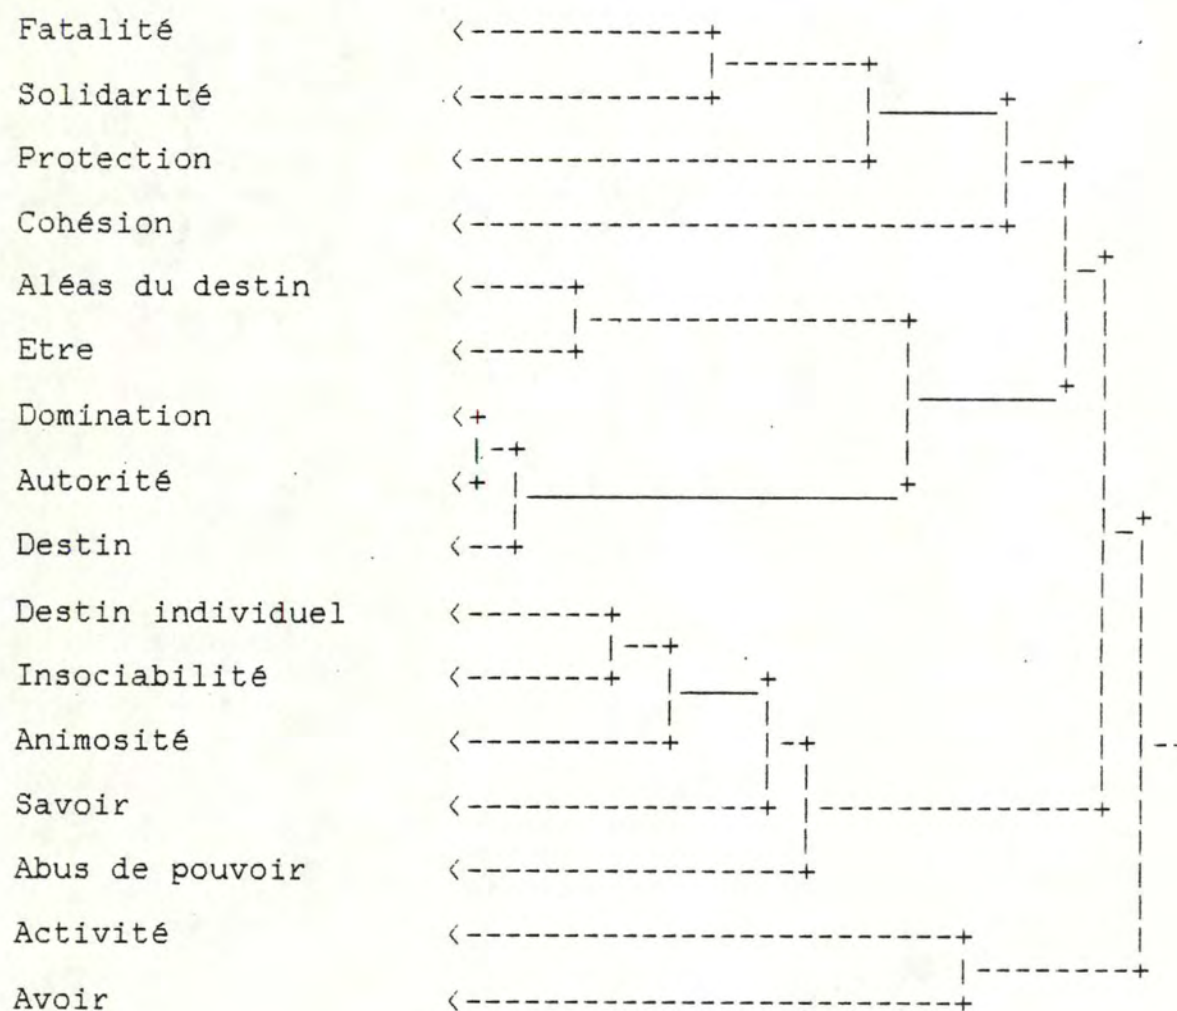 Fatalité
Solidarité
Protection
Cohésion
Aléas du destin
Etre
Domination
Autorité
Destin
Destin individuel
Insociabilité
Animosité
Savoir
Abus de pouvoir
Activité
Avoir